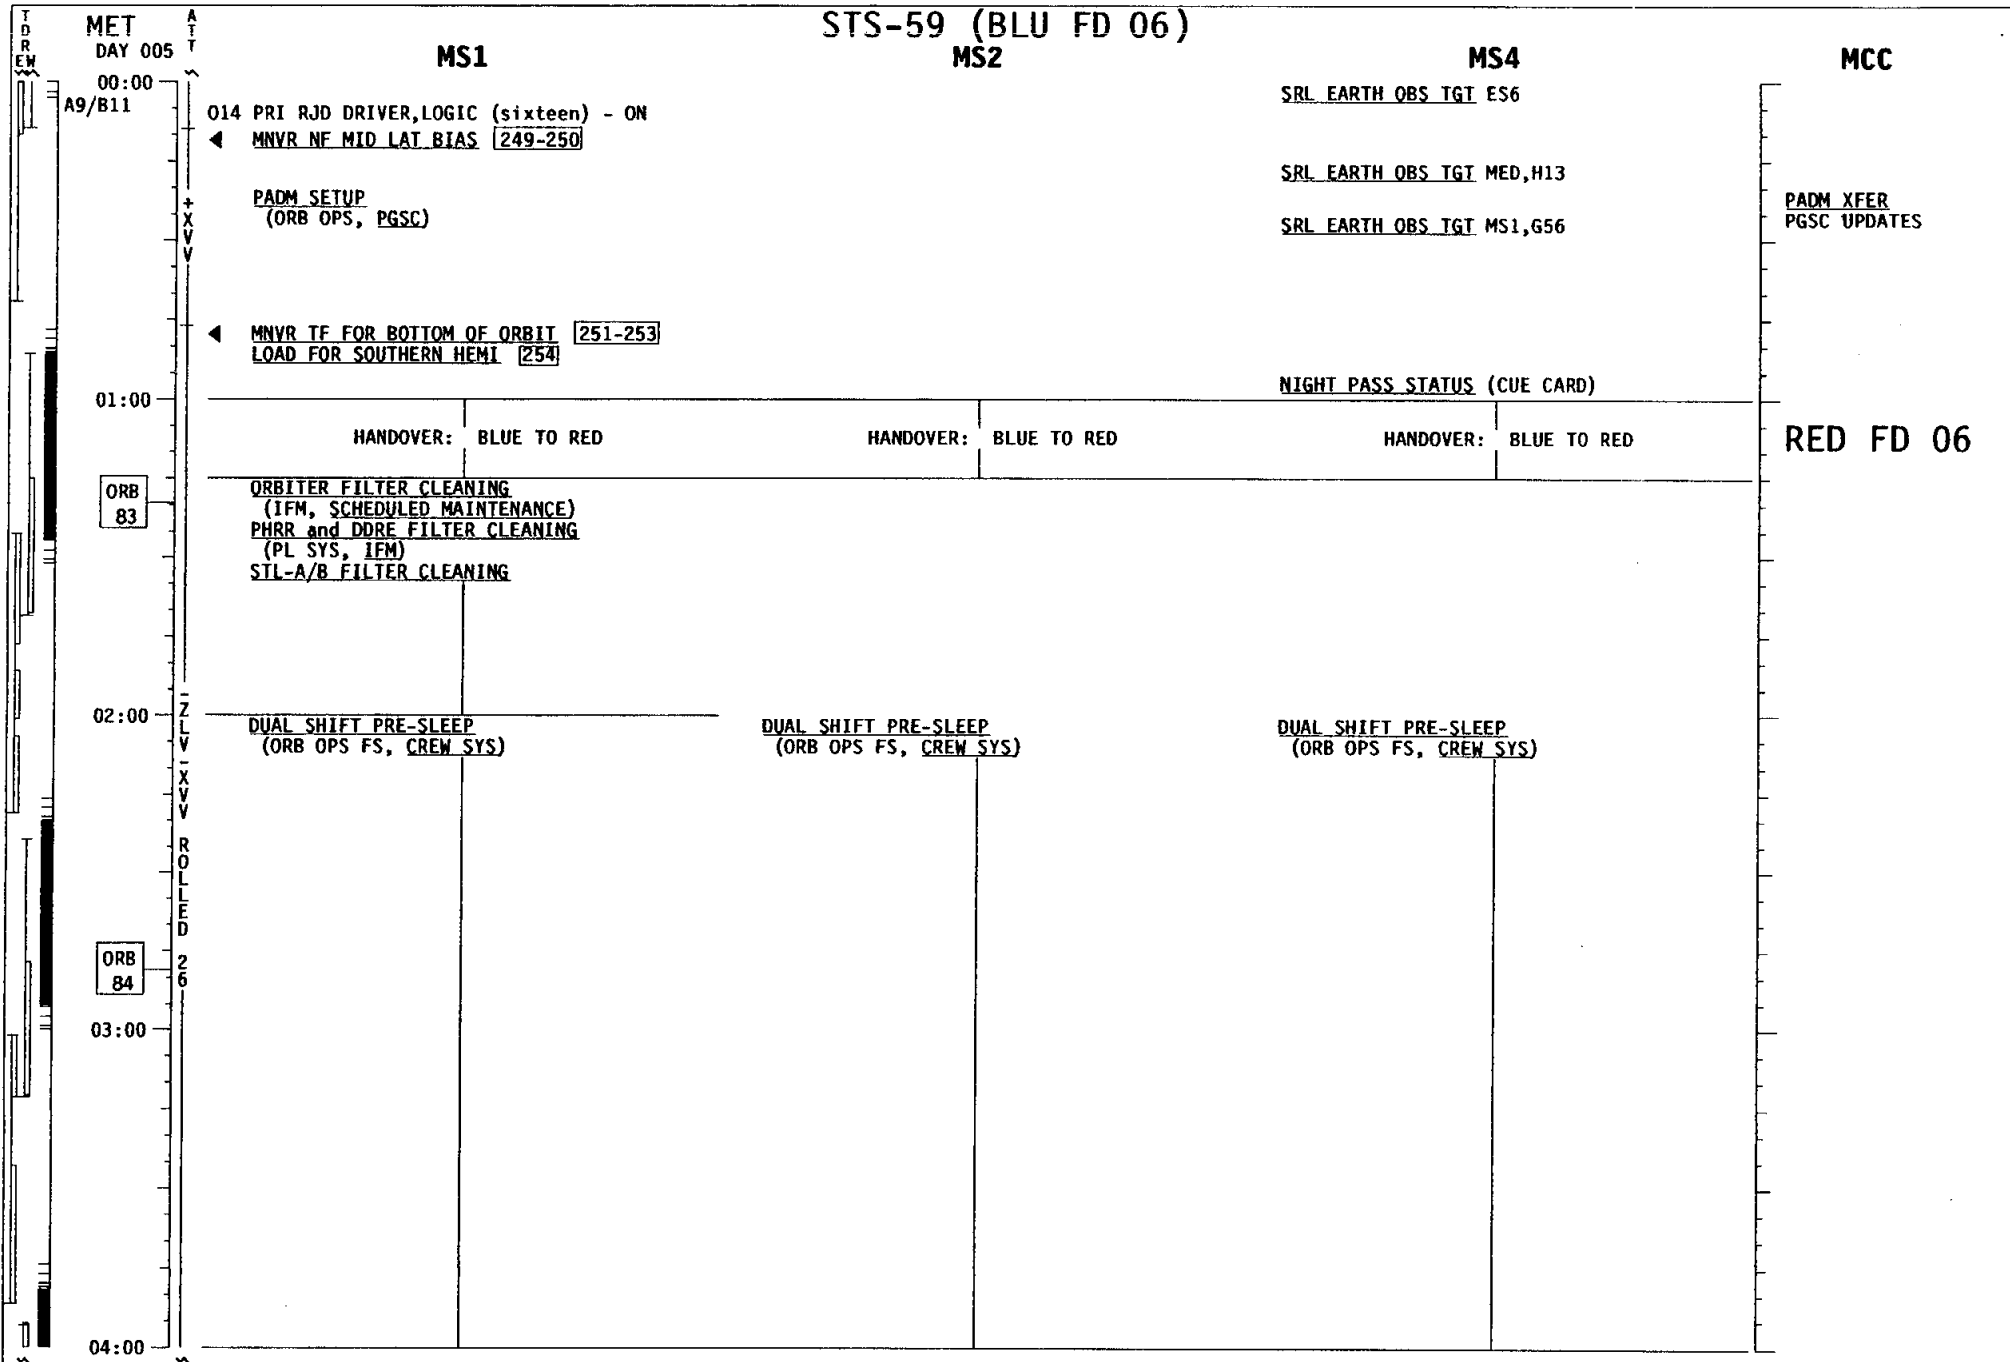 STS-59 (BLU FD 06)
TDRE W
MET
DAY 005
ATT
MS1
MS2
MS4
MCC
00:00
A9/B11
O14 PRI RJD DRIVER,LOGIC (sixteen) - ON
MNVR NF MID LAT BIAS 249-250
PADM SETUP
(ORB OPS, PGSC)
+XVV
MNVR TF FOR BOTTOM OF ORBIT 251-253
LOAD FOR SOUTHERN HEMI 254
SRL EARTH OBS TGT ES6
SRL EARTH OBS TGT MED,H13
SRL EARTH OBS TGT MS1,G56
NIGHT PASS STATUS (CUE CARD)
PADM XFER
PGSC UPDATES
01:00
HANDOVER: BLUE TO RED
HANDOVER: BLUE TO RED
HANDOVER: BLUE TO RED
RED FD 06
ORB
83
ORBITER FILTER CLEANING
(IFM, SCHEDULED MAINTENANCE)
PHRR and DDRE FILTER CLEANING
(PL SYS, IFM)
STL-A/B FILTER CLEANING
02:00
-ZLV -XVV ROLLED 26
DUAL SHIFT PRE-SLEEP
(ORB OPS FS, CREW SYS)
DUAL SHIFT PRE-SLEEP
(ORB OPS FS, CREW SYS)
DUAL SHIFT PRE-SLEEP
(ORB OPS FS, CREW SYS)
ORB
84
03:00
04:00